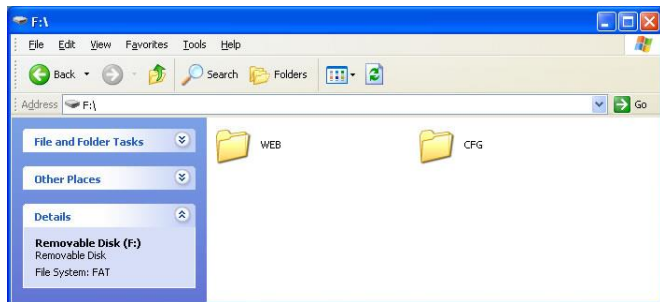 F:\
File Edit View Favorites Tools Help
Back Search Folders
Address F:\ Go
File and Folder Tasks
Other Places
Details
Removable Disk (F:)
Removable Disk
File System: FAT
WEB CFG